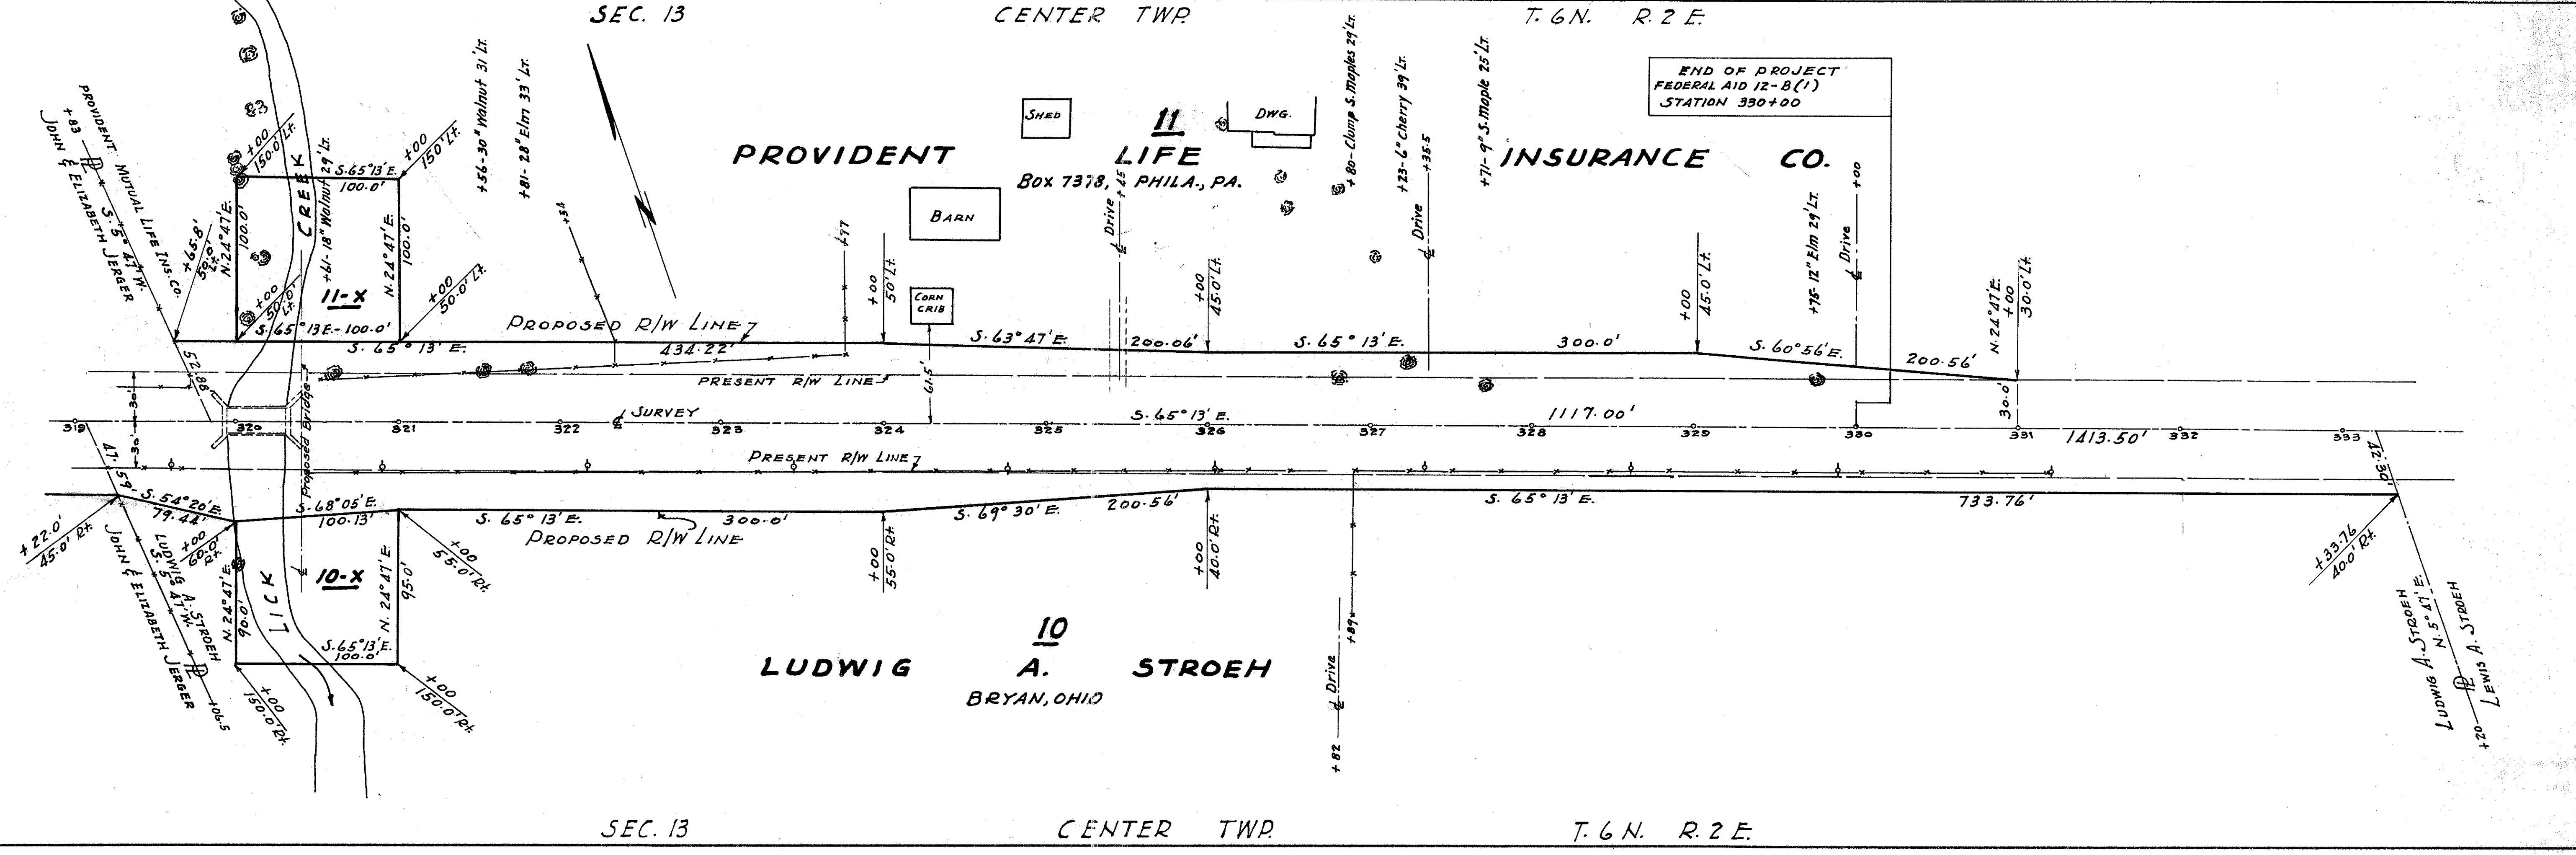 SEC. 13 CENTER TWP. T. 6 N. R. 2 E.
END OF PROJECT
FEDERAL AID 12-B(1)
STATION 330+00
SHED
DWG.
11
PROVIDENT LIFE INSURANCE CO.
BOX 7378, PHILA., PA.
BARN
CORN
CRIB
+56-30" Walnut 31' LT.
+81-28" Elm 33' LT.
+80-Clump S. maples 29' LT.
+23-6" Cherry 39' LT.
+35.5
℄ Drive
+71-9" S. maple 25' LT.
+75-12" Elm 29' LT.
+00
℄ Drive
+45
℄ Drive
+54
+77
PROVIDENT MUTUAL LIFE INS. CO.
+83 S. 5° 47' W.
JOHN & ELIZABETH JERGER
+65.8'
50.0' Lt.
+00
150.0' Lt.
+00
150' Lt.
S. 65° 13' E.
100.0'
N. 24° 47' E.
100.0'
CREEK
+61-18" Walnut 29' LT.
N. 24° 47' E.
100.0'
+00
50.0' Lt.
+00
50.0' Lt.
11-X
S. 65° 13' E.-100.0'
PROPOSED R/W LINE
S. 65° 13' E. 434.22'
+00
50' Lt.
S. 63° 47' E. 200.06'
+00
45.0' Lt.
S. 65° 13' E. 300.0'
+00
45.0' Lt.
S. 60° 56' E. 200.56'
N. 24° 47' E.
+00
30.0' Lt.
52.88
30'
PRESENT R/W LINE
61.5'
30.0'
℄ SURVEY
S. 65° 13' E. 1117.00'
1413.50'
319 320 321 322 323 324 325 326 327 328 329 330 331 332 333
30'
Proposed Bridge
PRESENT R/W LINE
47.59'
42.30'
S. 54° 20' E.
79.44'
S. 68° 05' E.
100.13'
S. 65° 13' E. 300.0'
S. 69° 30' E. 200.56'
S. 65° 13' E. 733.76'
PROPOSED R/W LINE
+22.0'
45.0' Rt.
+00
60.0' Rt.
+00
55.0' Rt.
+00
55.0' Rt.
+00
40.0' Rt.
+33.76
40.0' Rt.
LUDWIG A. STROEH
S. 5° 47' W.
JOHN & ELIZABETH JERGER
+06.5
N. 24° 47' E.
90.0'
LICK
10-X
N. 24° 47' E.
95.0'
S. 65° 13' E.
100.0'
+00
150.0' Rt.
+00
150.0' Rt.
10
LUDWIG A. STROEH
BRYAN, OHIO
+89
℄ Drive
+82
LUDWIG A. STROEH
N. 5° 47' E.
LEWIS A. STROEH
+20
SEC. 13 CENTER TWP. T. 6 N. R. 2 E.